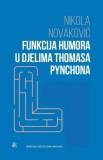 NIKOLA
NOVAKOVIĆ
FUNKCIJA HUMORA
U DJELIMA THOMASA
PYNCHONA